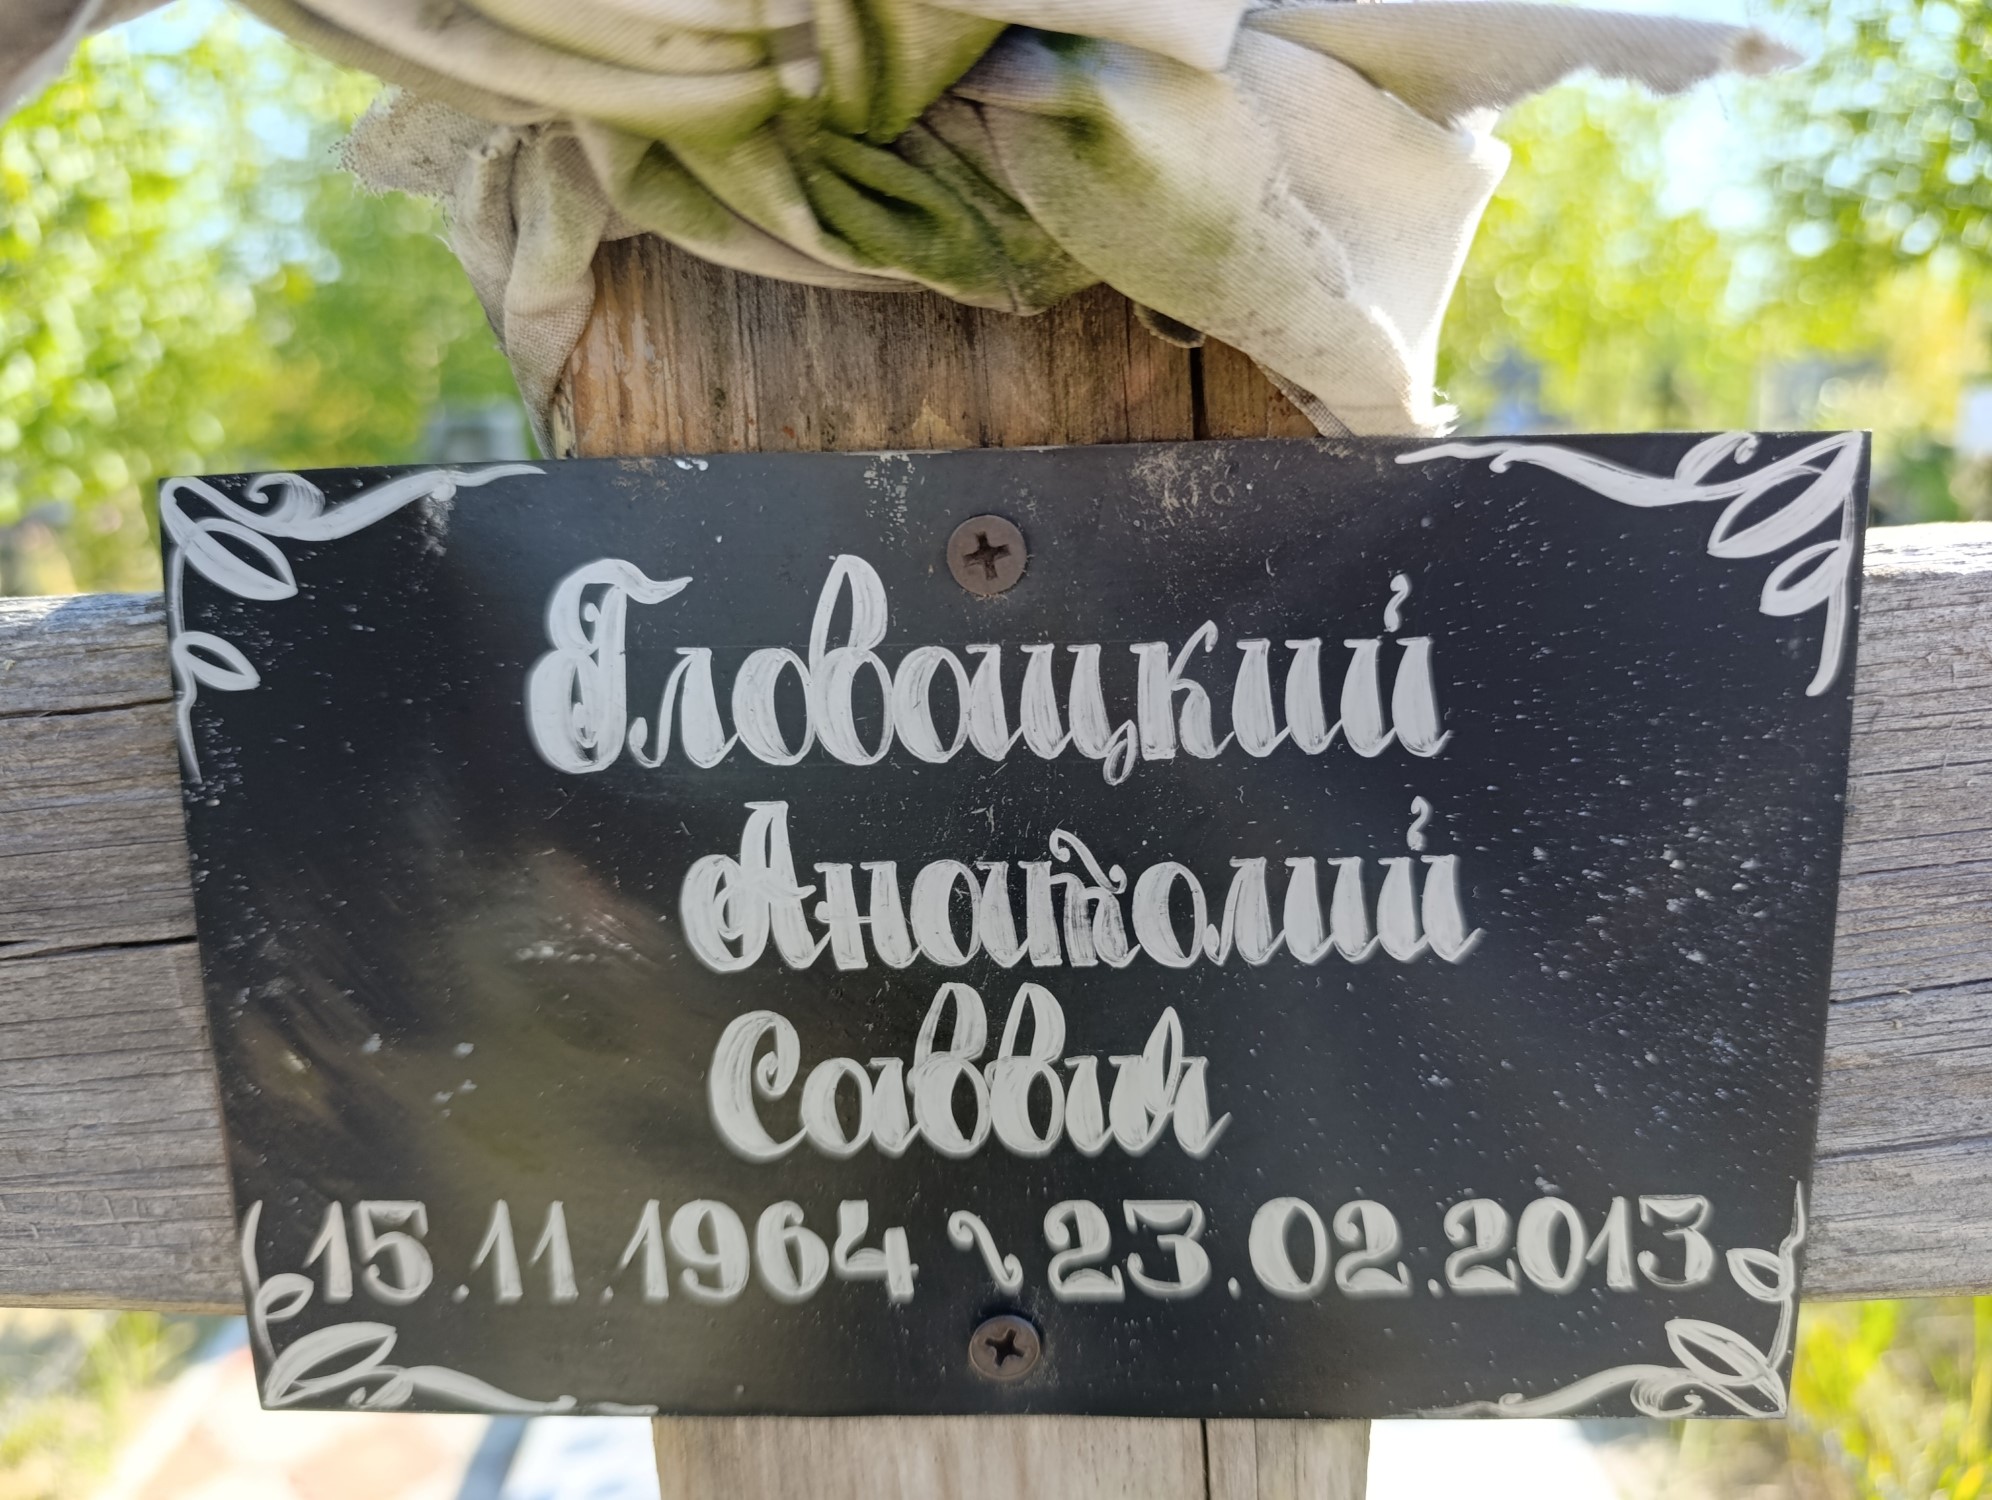 Гловацкий
Анатолий
Саввич
15.11.1964 ~ 23.02.2013